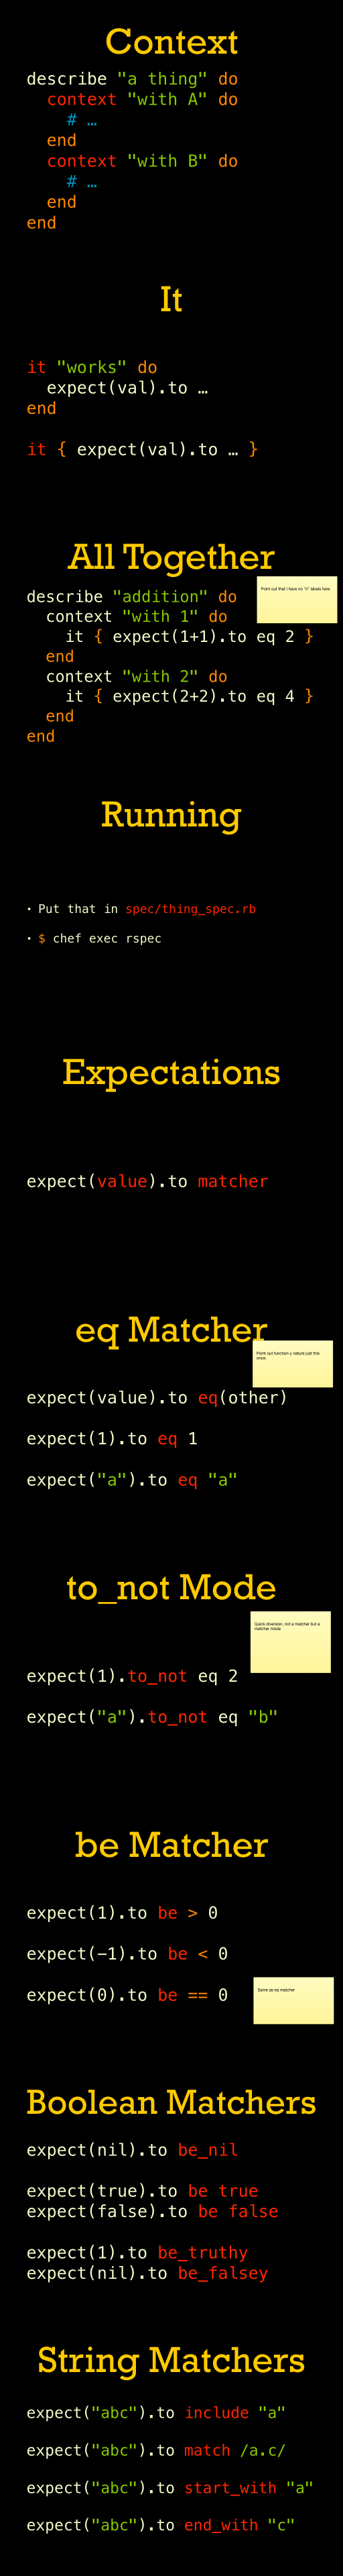 Context
describe "a thing" do
  context "with A" do
    # …
  end
  context "with B" do
    # …
  end
end
It
it "works" do
  expect(val).to …
end
it { expect(val).to … }
All Together
Point out that I have no "it" labels here
describe "addition" do
  context "with 1" do
    it { expect(1+1).to eq 2 }
  end
  context "with 2" do
    it { expect(2+2).to eq 4 }
  end
end
Running
• Put that in spec/thing_spec.rb
• $ chef exec rspec
Expectations
expect(value).to matcher
eq Matcher
Point out function-y nature just this
once.
expect(value).to eq(other)
expect(1).to eq 1
expect("a").to eq "a"
to_not Mode
Quick diversion, not a matcher but a
matcher mode
expect(1).to_not eq 2
expect("a").to_not eq "b"
be Matcher
expect(1).to be > 0
expect(-1).to be < 0
expect(0).to be == 0
Same as eq matcher
Boolean Matchers
expect(nil).to be_nil
expect(true).to be true
expect(false).to be false
expect(1).to be_truthy
expect(nil).to be_falsey
String Matchers
expect("abc").to include "a"
expect("abc").to match /a.c/
expect("abc").to start_with "a"
expect("abc").to end_with "c"